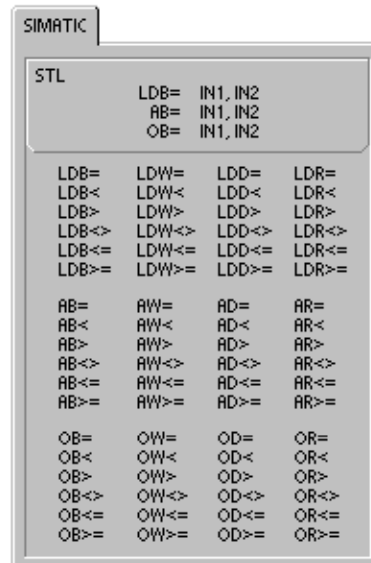 SIMATIC
STL
LDB= IN1, IN2
AB= IN1, IN2
OB= IN1, IN2
LDB= LDW= LDD= LDR=
LDB< LDW< LDD< LDR<
LDB> LDW> LDD> LDR>
LDB<> LDW<> LDD<> LDR<>
LDB<= LDW<= LDD<= LDR<=
LDB>= LDW>= LDD>= LDR>=
AB= AW= AD= AR=
AB< AW< AD< AR<
AB> AW> AD> AR>
AB<> AW<> AD<> AR<>
AB<= AW<= AD<= AR<=
AB>= AW>= AD>= AR>=
OB= OW= OD= OR=
OB< OW< OD< OR<
OB> OW> OD> OR>
OB<> OW<> OD<> OR<>
OB<= OW<= OD<= OR<=
OB>= OW>= OD>= OR>=